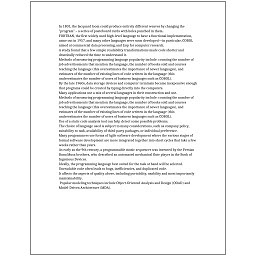 In 1801, the Jacquard loom could produce entirely different weaves by changing the
"program" - a series of pasteboard cards with holes punched in them.
FORTRAN, the first widely used high-level language to have a functional implementation,
came out in 1957, and many other languages were soon developed—in particular, COBOL
aimed at commercial data processing, and Lisp for computer research.
A study found that a few simple readability transformations made code shorter and
drastically reduced the time to understand it.
Methods of measuring programming language popularity include: counting the number of
job advertisements that mention the language, the number of books sold and courses
teaching the language (this overestimates the importance of newer languages), and
estimates of the number of existing lines of code written in the language (this
underestimates the number of users of business languages such as COBOL).
By the late 1960s, data storage devices and computer terminals became inexpensive enough
that programs could be created by typing directly into the computers.
Many applications use a mix of several languages in their construction and use.
Methods of measuring programming language popularity include: counting the number of
job advertisements that mention the language, the number of books sold and courses
teaching the language (this overestimates the importance of newer languages), and
estimates of the number of existing lines of code written in the language (this
underestimates the number of users of business languages such as COBOL).
Use of a static code analysis tool can help detect some possible problems.
The choice of language used is subject to many considerations, such as company policy,
suitability to task, availability of third-party packages, or individual preference.
Many programmers use forms of Agile software development where the various stages of
formal software development are more integrated together into short cycles that take a few
weeks rather than years.
As early as the 9th century, a programmable music sequencer was invented by the Persian
Banu Musa brothers, who described an automated mechanical flute player in the Book of
Ingenious Devices.
Ideally, the programming language best suited for the task at hand will be selected.
Unreadable code often leads to bugs, inefficiencies, and duplicated code.
It affects the aspects of quality above, including portability, usability and most importantly
maintainability.
Popular modeling techniques include Object-Oriented Analysis and Design (OOAD) and
Model-Driven Architecture (MDA).